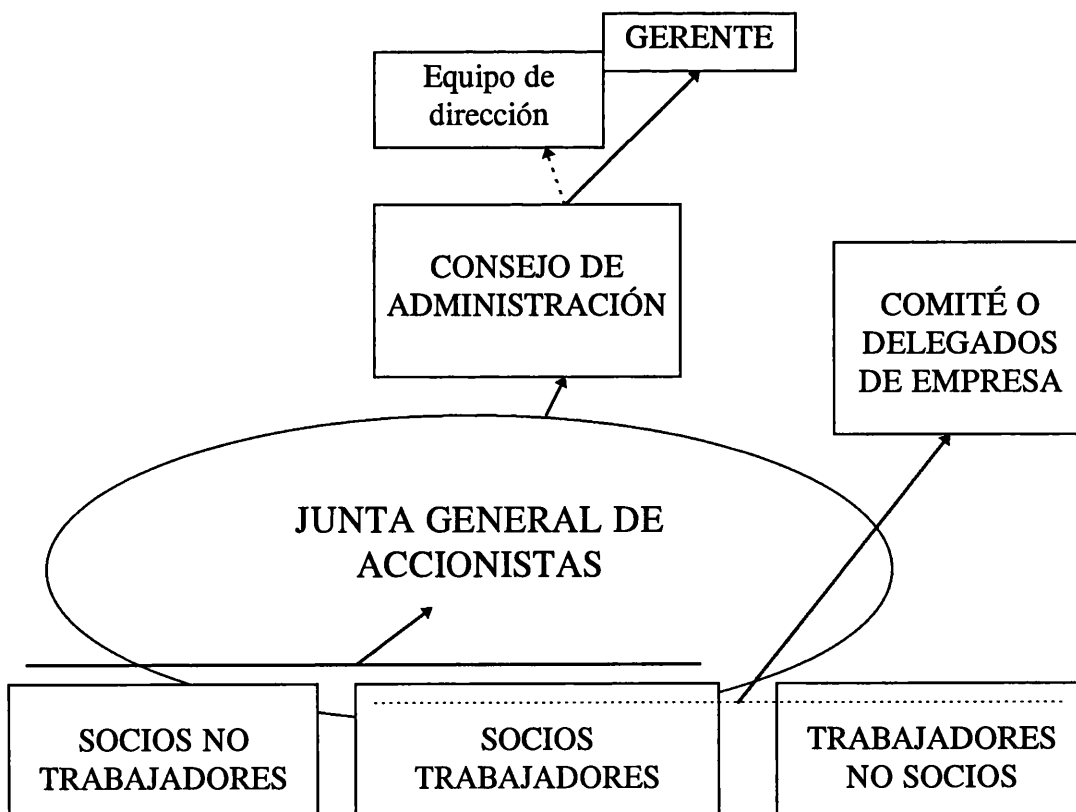 GERENTE
Equipo de
dirección
CONSEJO DE
ADMINISTRACIÓN
COMITÉ O
DELEGADOS
DE EMPRESA
JUNTA GENERAL DE
ACCIONISTAS
SOCIOS NO
TRABAJADORES
SOCIOS
TRABAJADORES
TRABAJADORES
NO SOCIOS